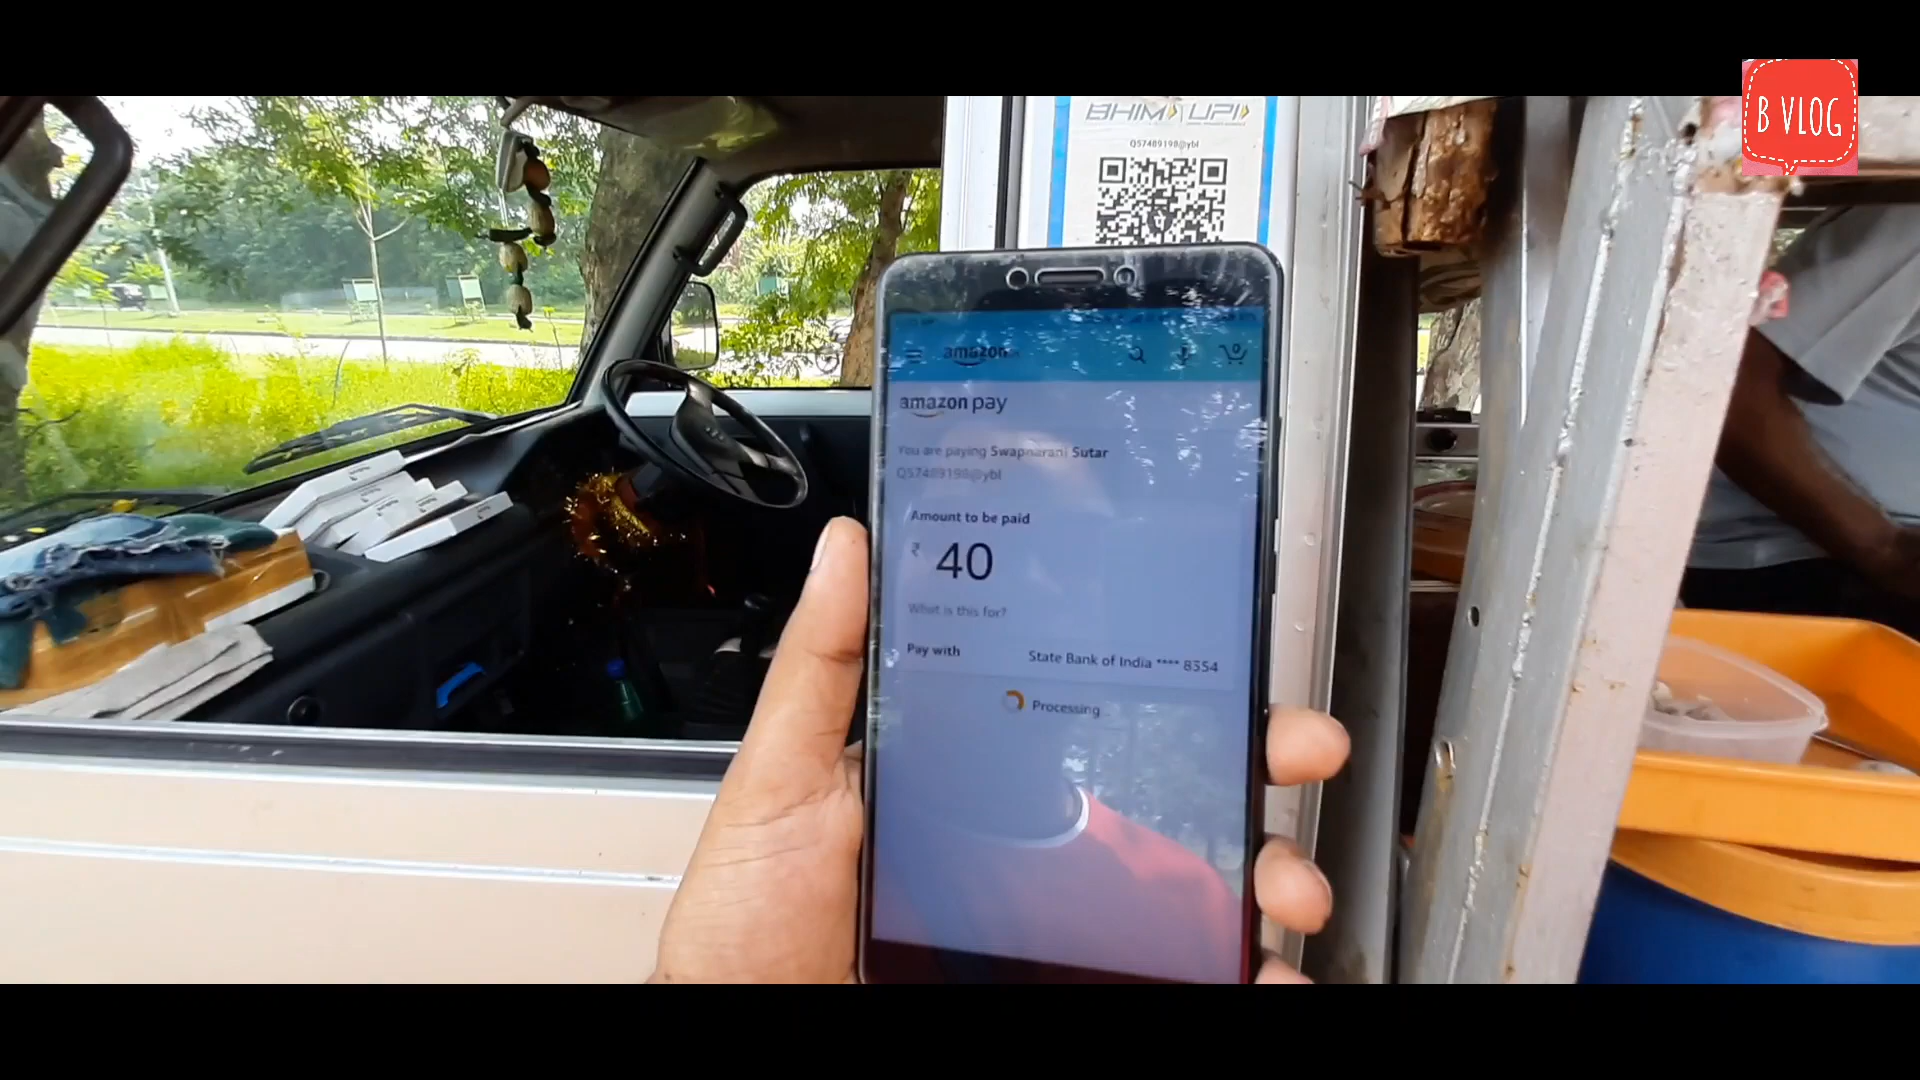 B VLOG
BHIM UPI
Q57489198@ybl
amazon
0
amazon pay
You are paying Swapnarani Sutar
Q57489198@ybl
Amount to be paid
₹ 40
What is this for?
Pay with
State Bank of India **** 8354
Processing..